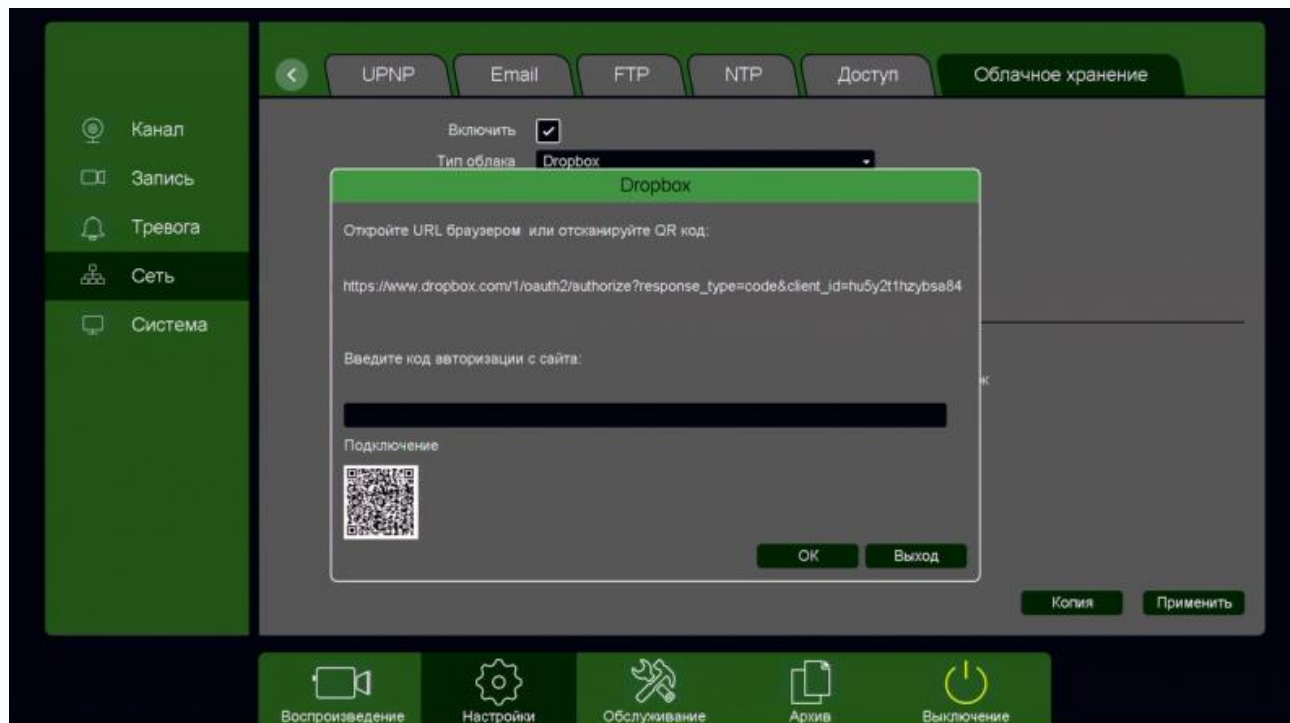 UPNP
Email
FTP
NTP
Доступ
Облачное хранение
Канал
Запись
Тревога
Сеть
Система
Включить
Тип облака Dropbox
Dropbox
Откройте URL браузером или отсканируйте QR код:
https://www.dropbox.com/1/oauth2/authorize?response_type=code&client_id=hu5y2t1hzybsa84
Введите код авторизации с сайта:
Подключение
ОК
Выход
Копия
Применить
Воспроизведение
Настройки
Обслуживание
Архив
Выключение